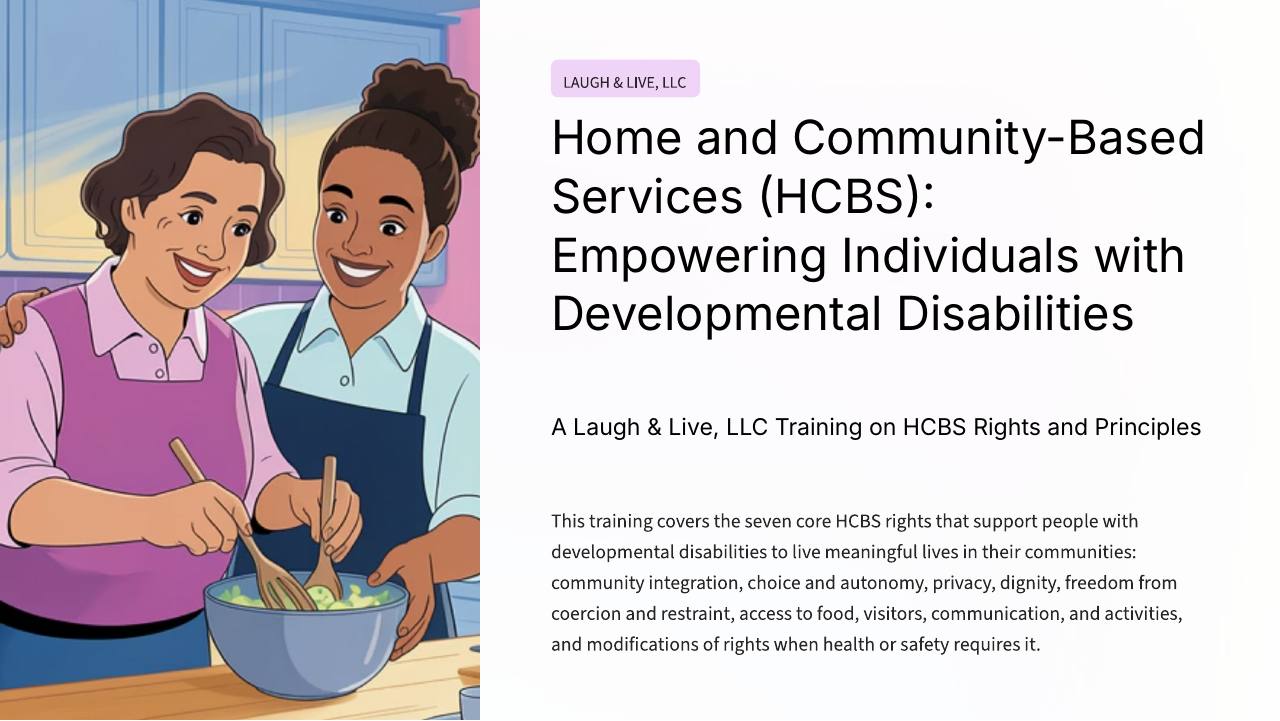 LAUGH & LIVE, LLC
Home and Community-Based
Services (HCBS):
Empowering Individuals with
Developmental Disabilities
A Laugh & Live, LLC Training on HCBS Rights and Principles
This training covers the seven core HCBS rights that support people with
developmental disabilities to live meaningful lives in their communities:
community integration, choice and autonomy, privacy, dignity, freedom from
coercion and restraint, access to food, visitors, communication, and activities,
and modifications of rights when health or safety requires it.